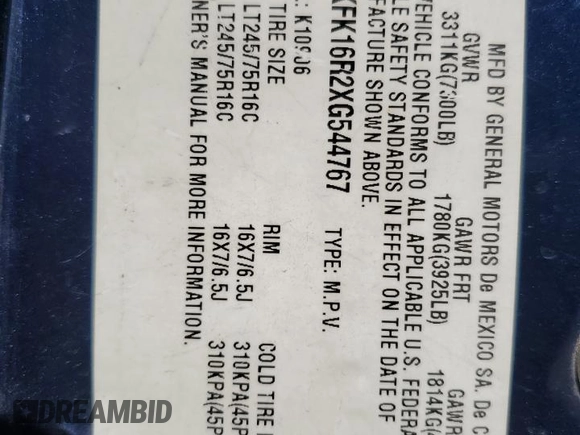 MFD BY GENERAL MOTORS De MEXICO SA. De C
GVWR GAWR FRT GAWR
3311KG(7300LB) 1780KG(3925LB) 1814KG(4
VEHICLE CONFORMS TO ALL APPLICABLE U.S. FEDERA
LE SAFETY STANDARDS IN EFFECT ON THE DATE OF
FACTURE SHOWN ABOVE.
KFK16R2XG544767 TYPE: M.P.V.
: K10906
TIRE SIZE RIM COLD TIRE
LT245/75R16C 16X7/6.5J 310KPA(45P
LT245/75R16C 16X7/6.5J 310KPA(45P
NER'S MANUAL FOR MORE INFORMATION.
DREAMBID